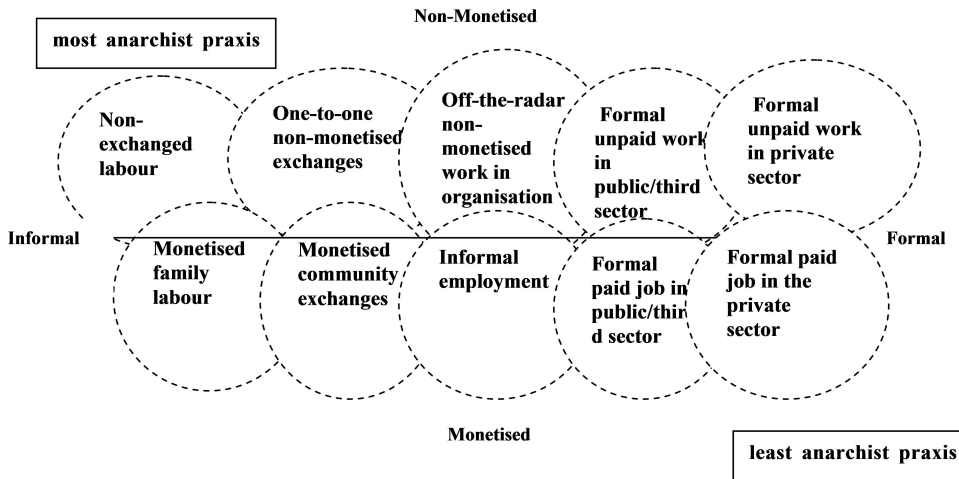 Non-Monetised
most anarchist praxis
Non-
exchanged
labour
One-to-one
non-monetised
exchanges
Off-the-radar
non-
monetised
work in
organisation
Formal
unpaid work
in
public/third
sector
Formal
unpaid work
in private
sector
Informal
Formal
Monetised
family
labour
Monetised
community
exchanges
Informal
employment
Formal
paid job in
public/thir
d sector
Formal paid
job in the
private
sector
Monetised
least anarchist praxis